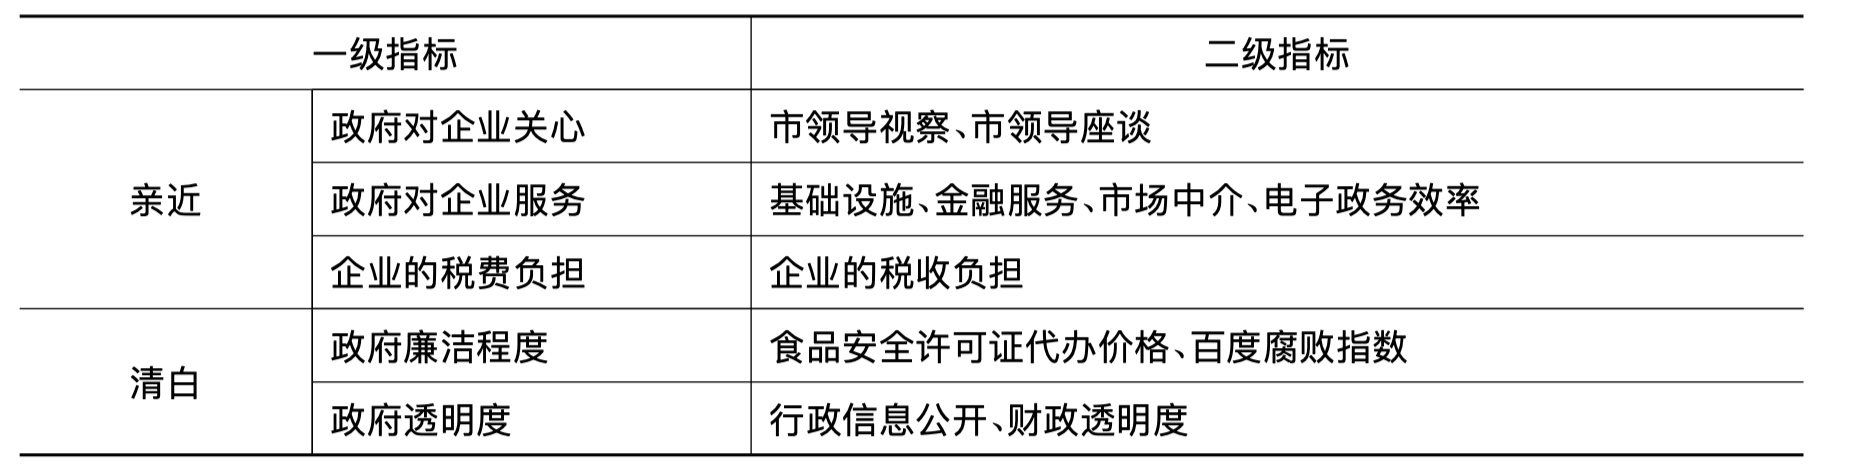 一级指标 二级指标
政府对企业关心 市领导视察、市领导座谈
亲近 政府对企业服务 基础设施、金融服务、市场中介、电子政务效率
企业的税费负担 企业的税收负担
政府廉洁程度 食品安全许可证代办价格、百度腐败指数
清白
政府透明度 行政信息公开、财政透明度